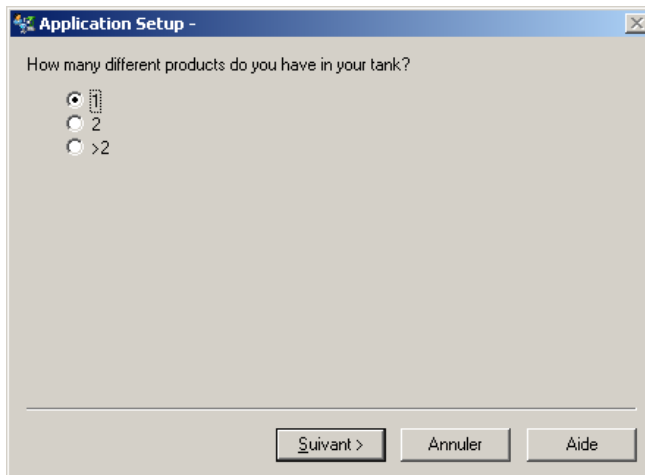 Application Setup -
How many different products do you have in your tank?
1
2
>2
Suivant >
Annuler
Aide